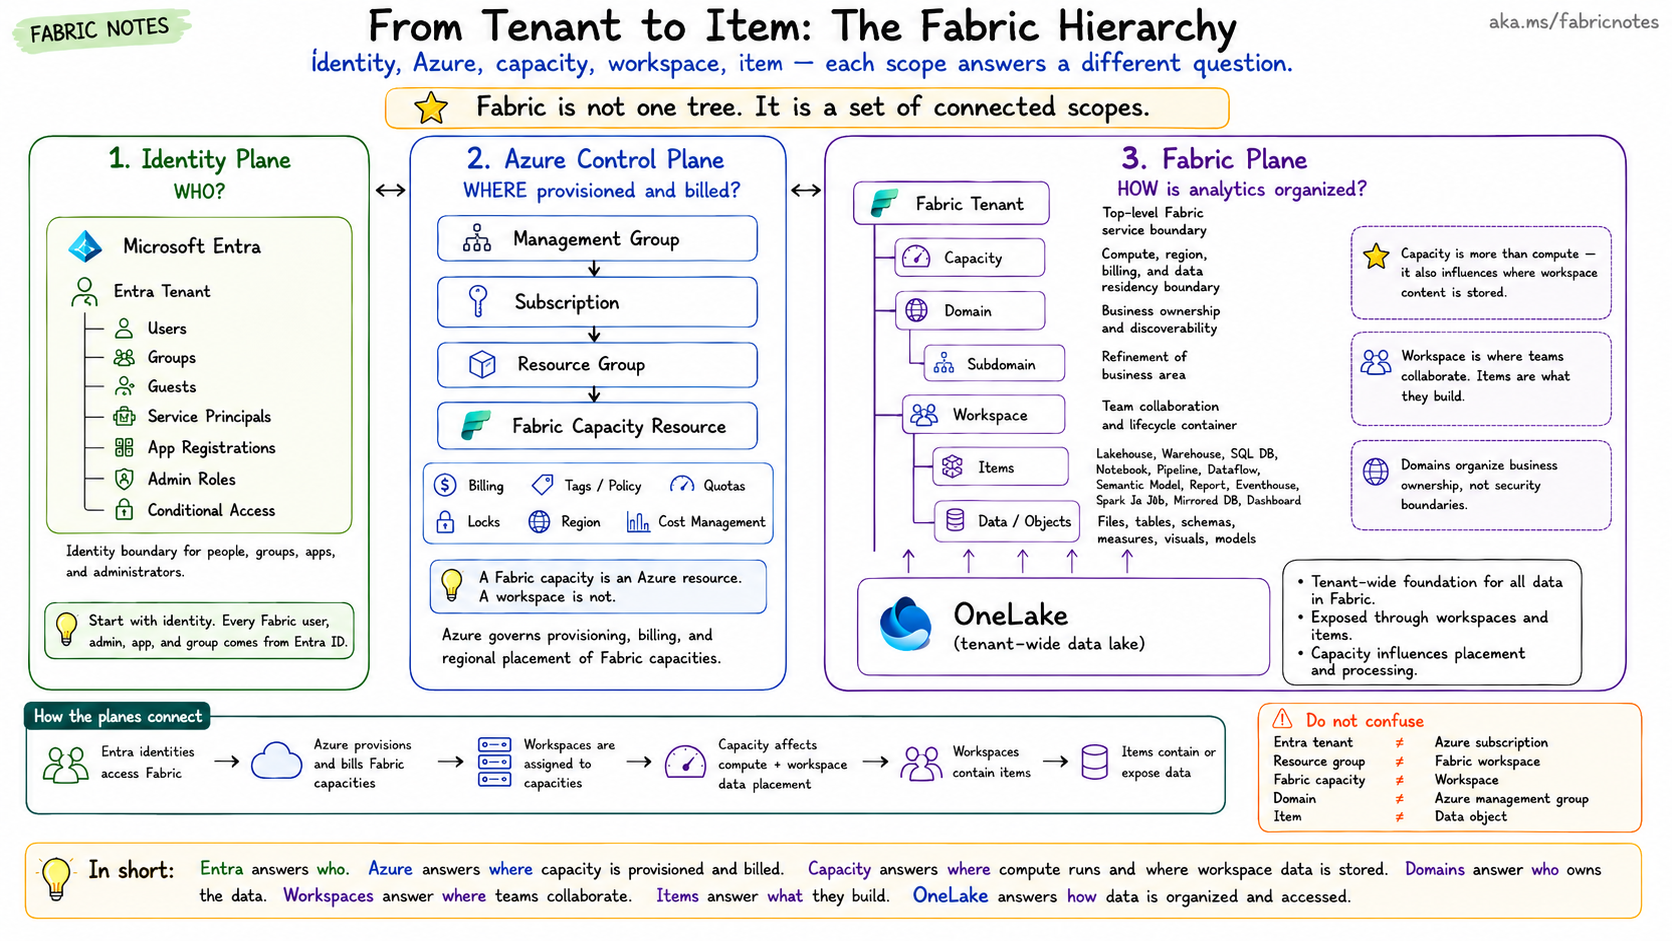 FABRIC NOTES
From Tenant to Item: The Fabric Hierarchy
aka.ms/fabricnotes
Identity, Azure, capacity, workspace, item — each scope answers a different question.
Fabric is not one tree. It is a set of connected scopes.
1. Identity Plane
WHO?
Microsoft Entra
Entra Tenant
Users
Groups
Guests
Service Principals
App Registrations
Admin Roles
Conditional Access
Identity boundary for people, groups, apps,
and administrators.
Start with identity. Every Fabric user,
admin, app, and group comes from Entra ID.
2. Azure Control Plane
WHERE provisioned and billed?
Management Group
Subscription
Resource Group
Fabric Capacity Resource
Billing
Tags / Policy
Quotas
Locks
Region
Cost Management
A Fabric capacity is an Azure resource.
A workspace is not.
Azure governs provisioning, billing, and
regional placement of Fabric capacities.
3. Fabric Plane
HOW is analytics organized?
Fabric Tenant
Top-level Fabric
service boundary
Capacity
Compute, region,
billing, and data
residency boundary
Domain
Business ownership
and discoverability
Subdomain
Refinement of
business area
Workspace
Team collaboration
and lifecycle container
Items
Lakehouse, Warehouse, SQL DB,
Notebook, Pipeline, Dataflow,
Semantic Model, Report, Eventhouse,
Spark Ja Jôb, Mirrored DB, Dashboard
Data / Objects
Files, tables, schemas,
measures, visuals, models
Capacity is more than compute —
it also influences where workspace
content is stored.
Workspace is where teams
collaborate. Items are what
they build.
Domains organize business
ownership, not security
boundaries.
OneLake
(tenant-wide data lake)
• Tenant-wide foundation for all data
in Fabric.
• Exposed through workspaces and
items.
• Capacity influences placement
and processing.
How the planes connect
Entra identities
access Fabric
Azure provisions
and bills Fabric
capacities
Workspaces are
assigned to
capacities
Capacity affects
compute + workspace
data placement
Workspaces
contain items
Items contain or
expose data
Do not confuse
Entra tenant ≠ Azure subscription
Resource group ≠ Fabric workspace
Fabric capacity ≠ Workspace
Domain ≠ Azure management group
Item ≠ Data object
In short:
Entra answers who. Azure answers where capacity is provisioned and billed. Capacity answers where compute runs and where workspace data is stored. Domains answer who owns
the data. Workspaces answer where teams collaborate. Items answer what they build. OneLake answers how data is organized and accessed.